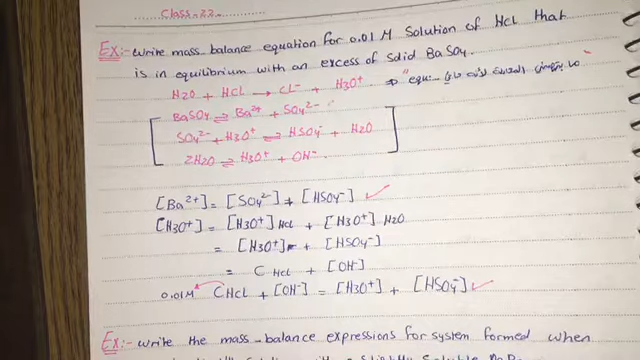 Class-22
Ex:- write mass balance equation for 0.01 M solution of HCl that
is in equilibrium with an excess of solid BaSO4.
H2O + HCl → Cl⁻ + H3O⁺ ⇒ "equ.
BaSO4 ⇌ Ba²⁺ + SO4²⁻
SO4²⁻ + H3O⁺ ⇌ HSO4⁻ + H2O
2H2O ⇌ H3O⁺ + OH⁻
[Ba²⁺] = [SO4²⁻] + [HSO4⁻] ✓
[H3O⁺] = [H3O⁺]HCl + [H3O⁺]H2O
= [H3O⁺] + [HSO4⁻]
= CHCl + [OH⁻]
0.01M CHCl + [OH⁻] = [H3O⁺] + [HSO4⁻] ✓
Ex:- write the mass-balance expressions for system formed when